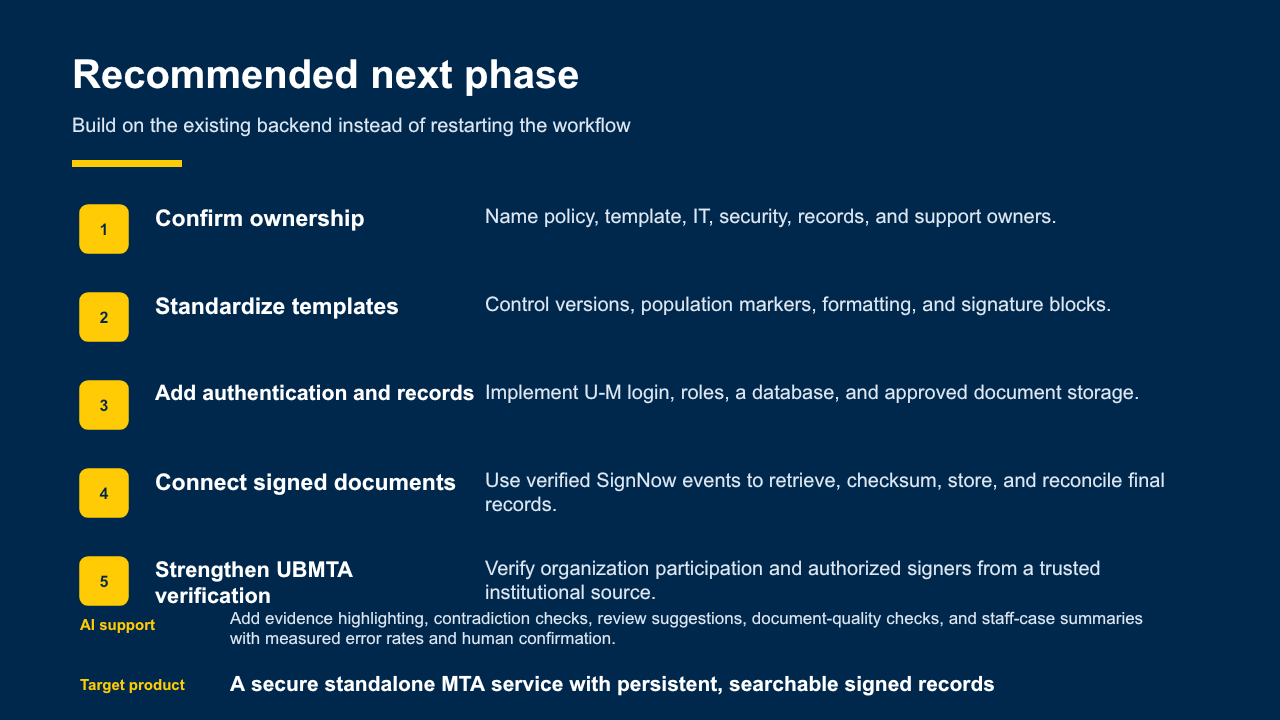 Recommended next phase
Build on the existing backend instead of restarting the workflow
1
Confirm ownership
Name policy, template, IT, security, records, and support owners.
2
Standardize templates
Control versions, population markers, formatting, and signature blocks.
3
Add authentication and records
Implement U-M login, roles, a database, and approved document storage.
4
Connect signed documents
Use verified SignNow events to retrieve, checksum, store, and reconcile final
records.
5
Strengthen UBMTA
verification
Verify organization participation and authorized signers from a trusted
institutional source.
AI support
Add evidence highlighting, contradiction checks, review suggestions, document-quality checks, and staff-case summaries
with measured error rates and human confirmation.
Target product
A secure standalone MTA service with persistent, searchable signed records